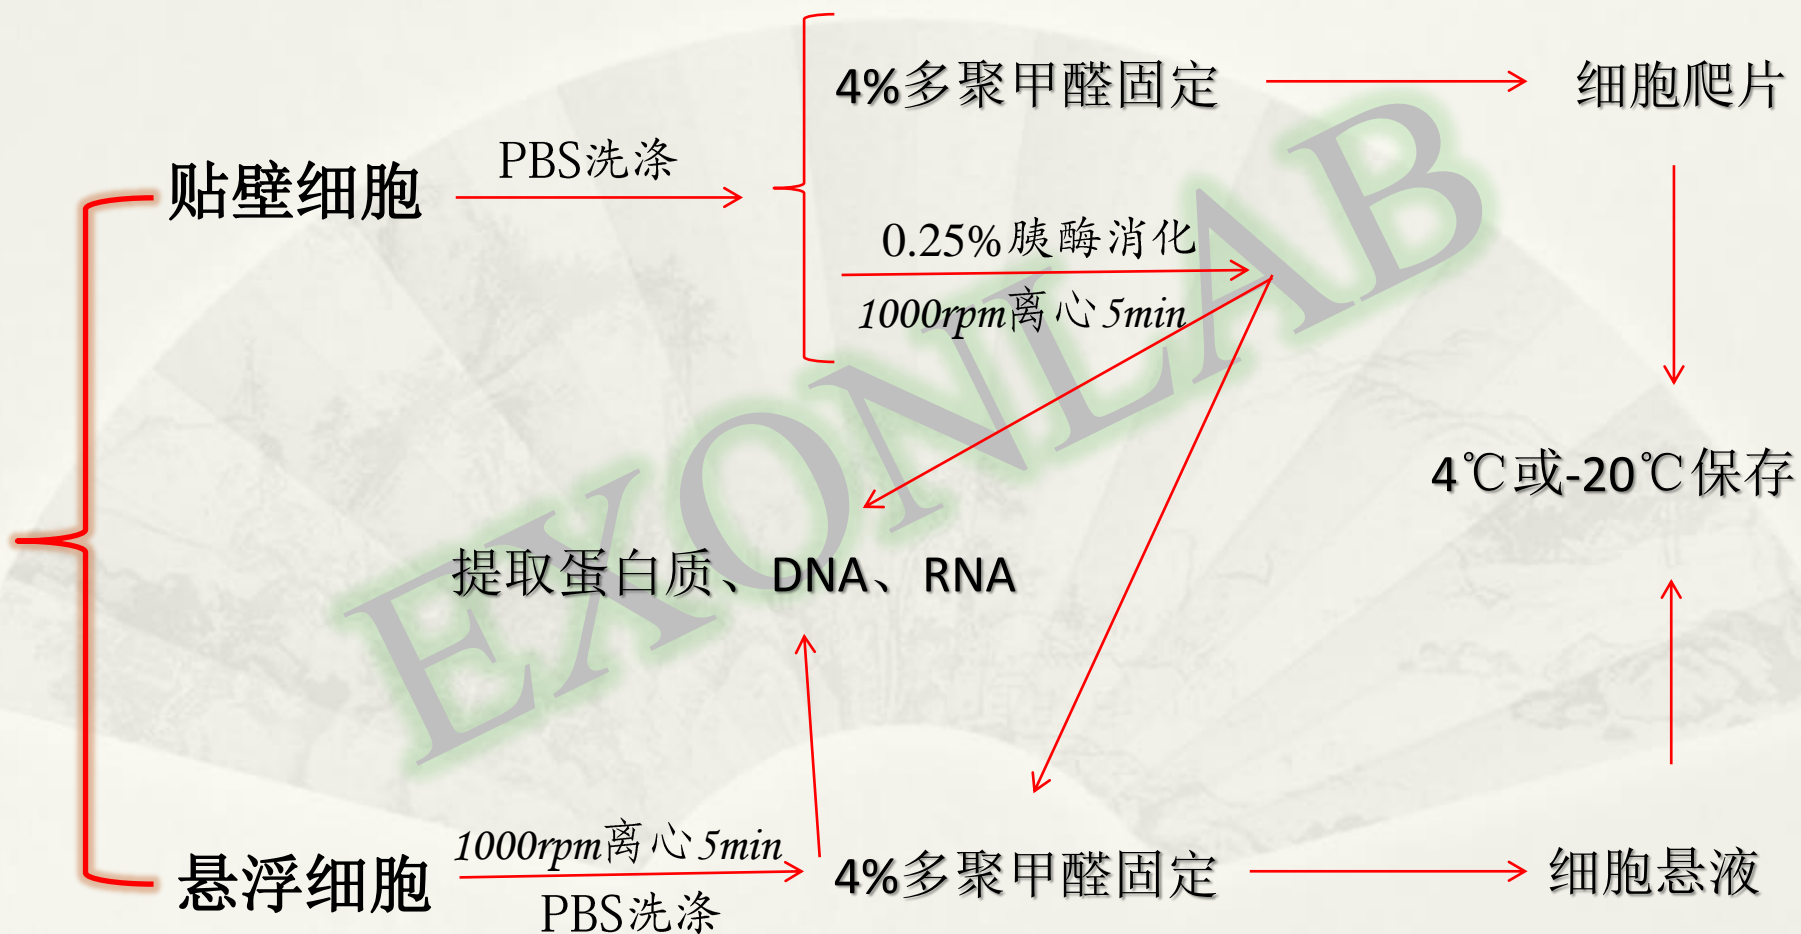 4%多聚甲醛固定
细胞爬片
贴壁细胞
PBS洗涤
0.25%胰酶消化
1000rpm离心5min
4℃或-20℃保存
提取蛋白质、DNA、RNA
EXONLAB
悬浮细胞
1000rpm离心5min
PBS洗涤
4%多聚甲醛固定
细胞悬液